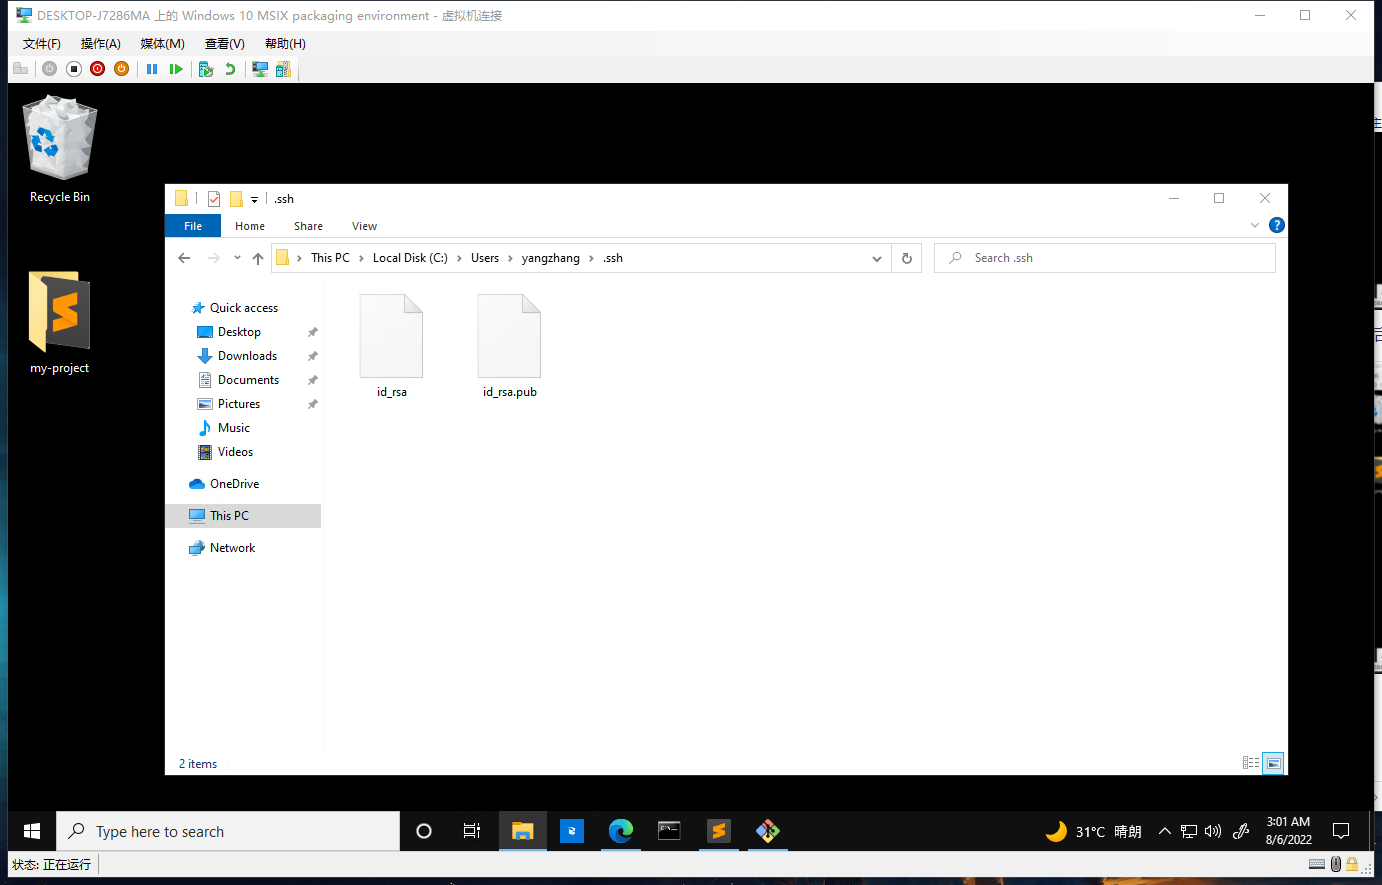 DESKTOP-J7286MA 上的 Windows 10 MSIX packaging environment - 虚拟机连接
文件(F) 操作(A) 媒体(M) 查看(V) 帮助(H)
Recycle Bin
my-project
.ssh
File Home Share View
This PC > Local Disk (C:) > Users > yangzhang > .ssh
Search .ssh
Quick access
Desktop
Downloads
Documents
Pictures
Music
Videos
OneDrive
This PC
Network
id_rsa
id_rsa.pub
2 items
Type here to search
31°C 晴朗
3:01 AM
8/6/2022
状态: 正在运行